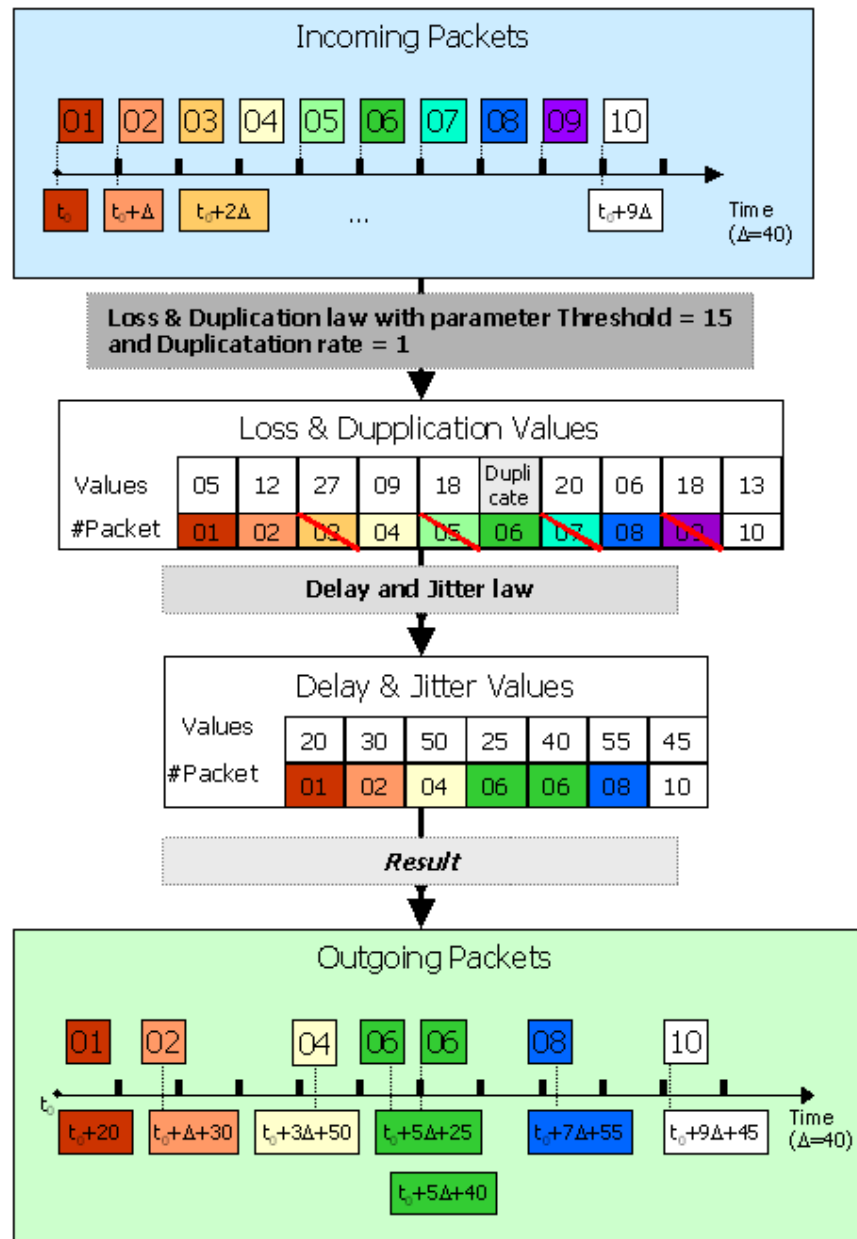 Incoming Packets
01 02 03 04 05 06 07 08 09 10
t₀ t₀+Δ t₀+2Δ ... t₀+9Δ Time
(Δ=40)
Loss & Duplication law with parameter Threshold = 15
and Duplicatation rate = 1
Loss & Dupplication Values
Values 05 12 27 09 18 Dupli
cate 20 06 18 13
#Packet 01 02 03 04 05 06 07 08 09 10
Delay and Jitter law
Delay & Jitter Values
Values 20 30 50 25 40 55 45
#Packet 01 02 04 06 06 08 10
Result
Outgoing Packets
01 02 04 06 06 08 10
t₀ Time
t₀+20 t₀+Δ+30 t₀+3Δ+50 t₀+5Δ+25 t₀+7Δ+55 t₀+9Δ+45 (Δ=40)
t₀+5Δ+40